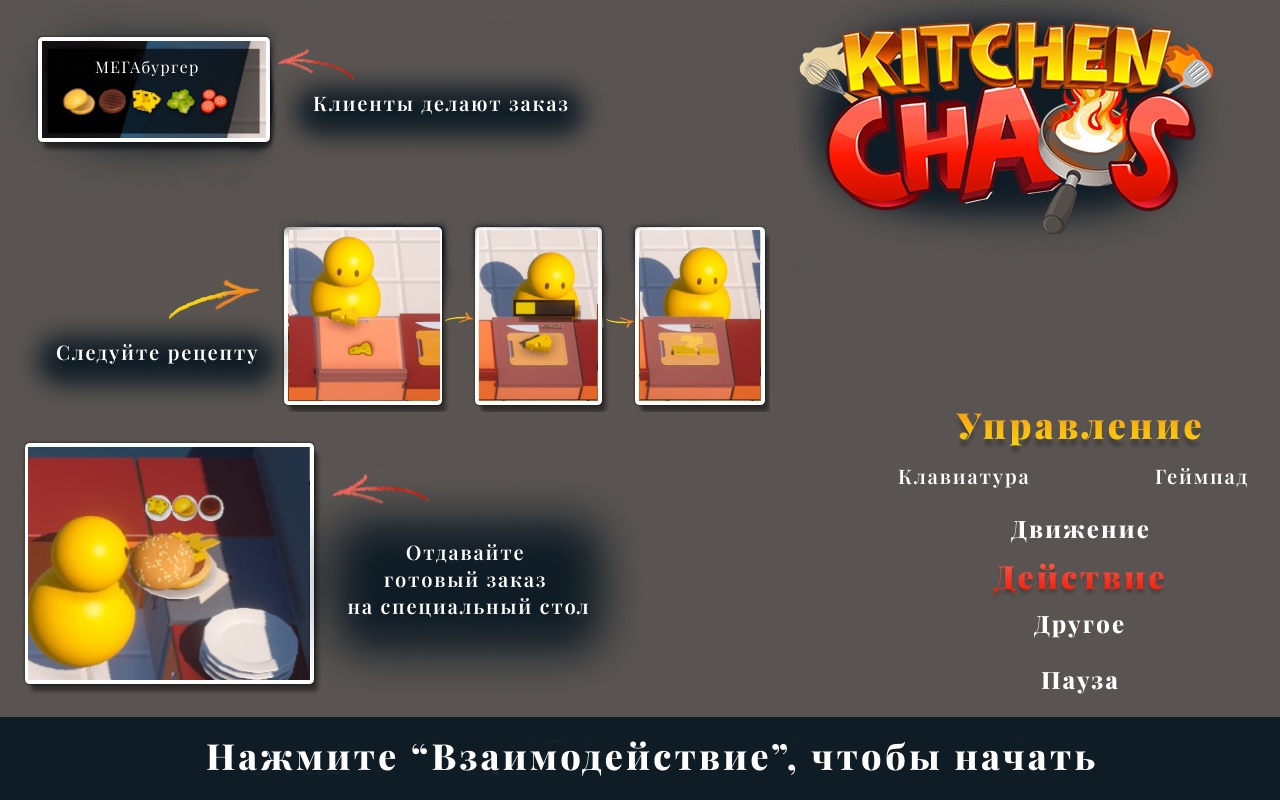 KITCHEN
CHAOS
МЕГАбургер
Клиенты делают заказ
Следуйте рецепту
Отдавайте
готовый заказ
на специальный стол
Управление
Клавиатура Геймпад
Движение
Действие
Другое
Пауза
Нажмите “Взаимодействие”, чтобы начать